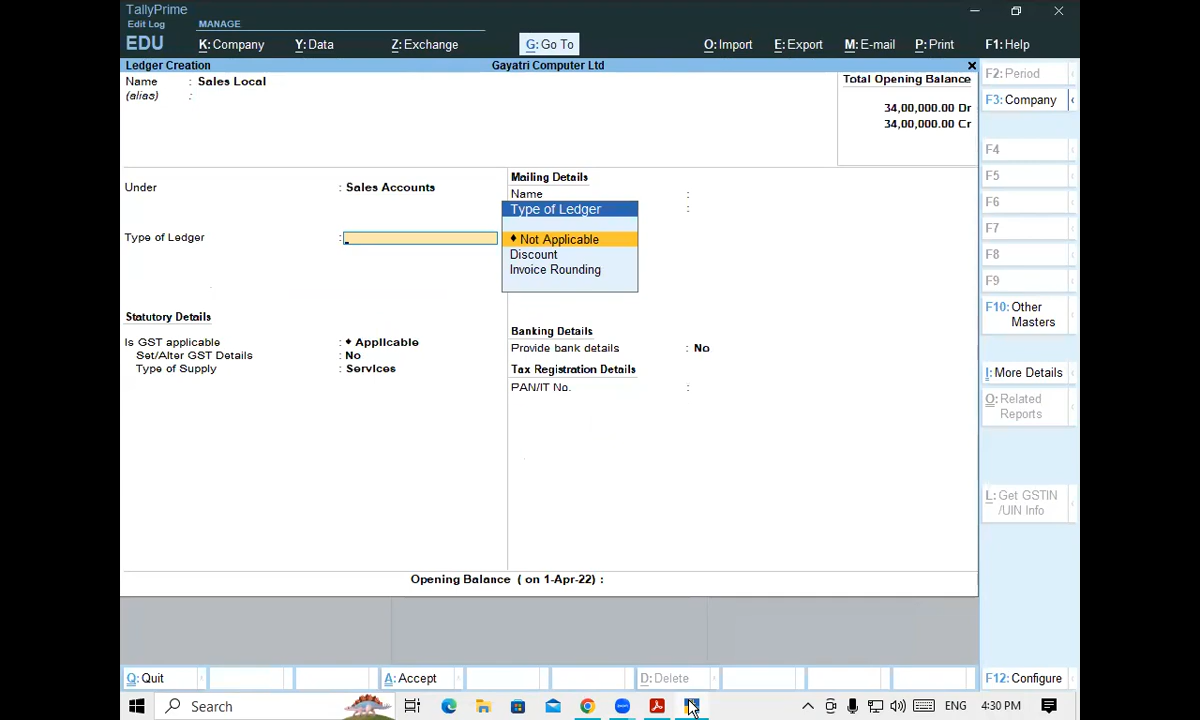 TallyPrime
Edit Log
MANAGE
EDU
K: Company
Y: Data
Z: Exchange
G: Go To
O: Import
E: Export
M: E-mail
P: Print
F1: Help
Ledger Creation
Gayatri Computer Ltd
Name : Sales Local
(alias) :
Total Opening Balance
34,00,000.00 Dr
34,00,000.00 Cr
Under : Sales Accounts
Type of Ledger :
Statutory Details
Is GST applicable : ♦ Applicable
Set/Alter GST Details : No
Type of Supply : Services
Mailing Details
Name :
:
Type of Ledger
♦ Not Applicable
Discount
Invoice Rounding
Banking Details
Provide bank details : No
Tax Registration Details
PAN/IT No. :
Opening Balance ( on 1-Apr-22) :
F2: Period
F3: Company
F4
F5
F6
F7
F8
F9
F10: Other
Masters
I: More Details
O: Related
Reports
L: Get GSTIN
/UIN Info
F12: Configure
Q: Quit
A: Accept
D: Delete
Search
ENG
4:30 PM